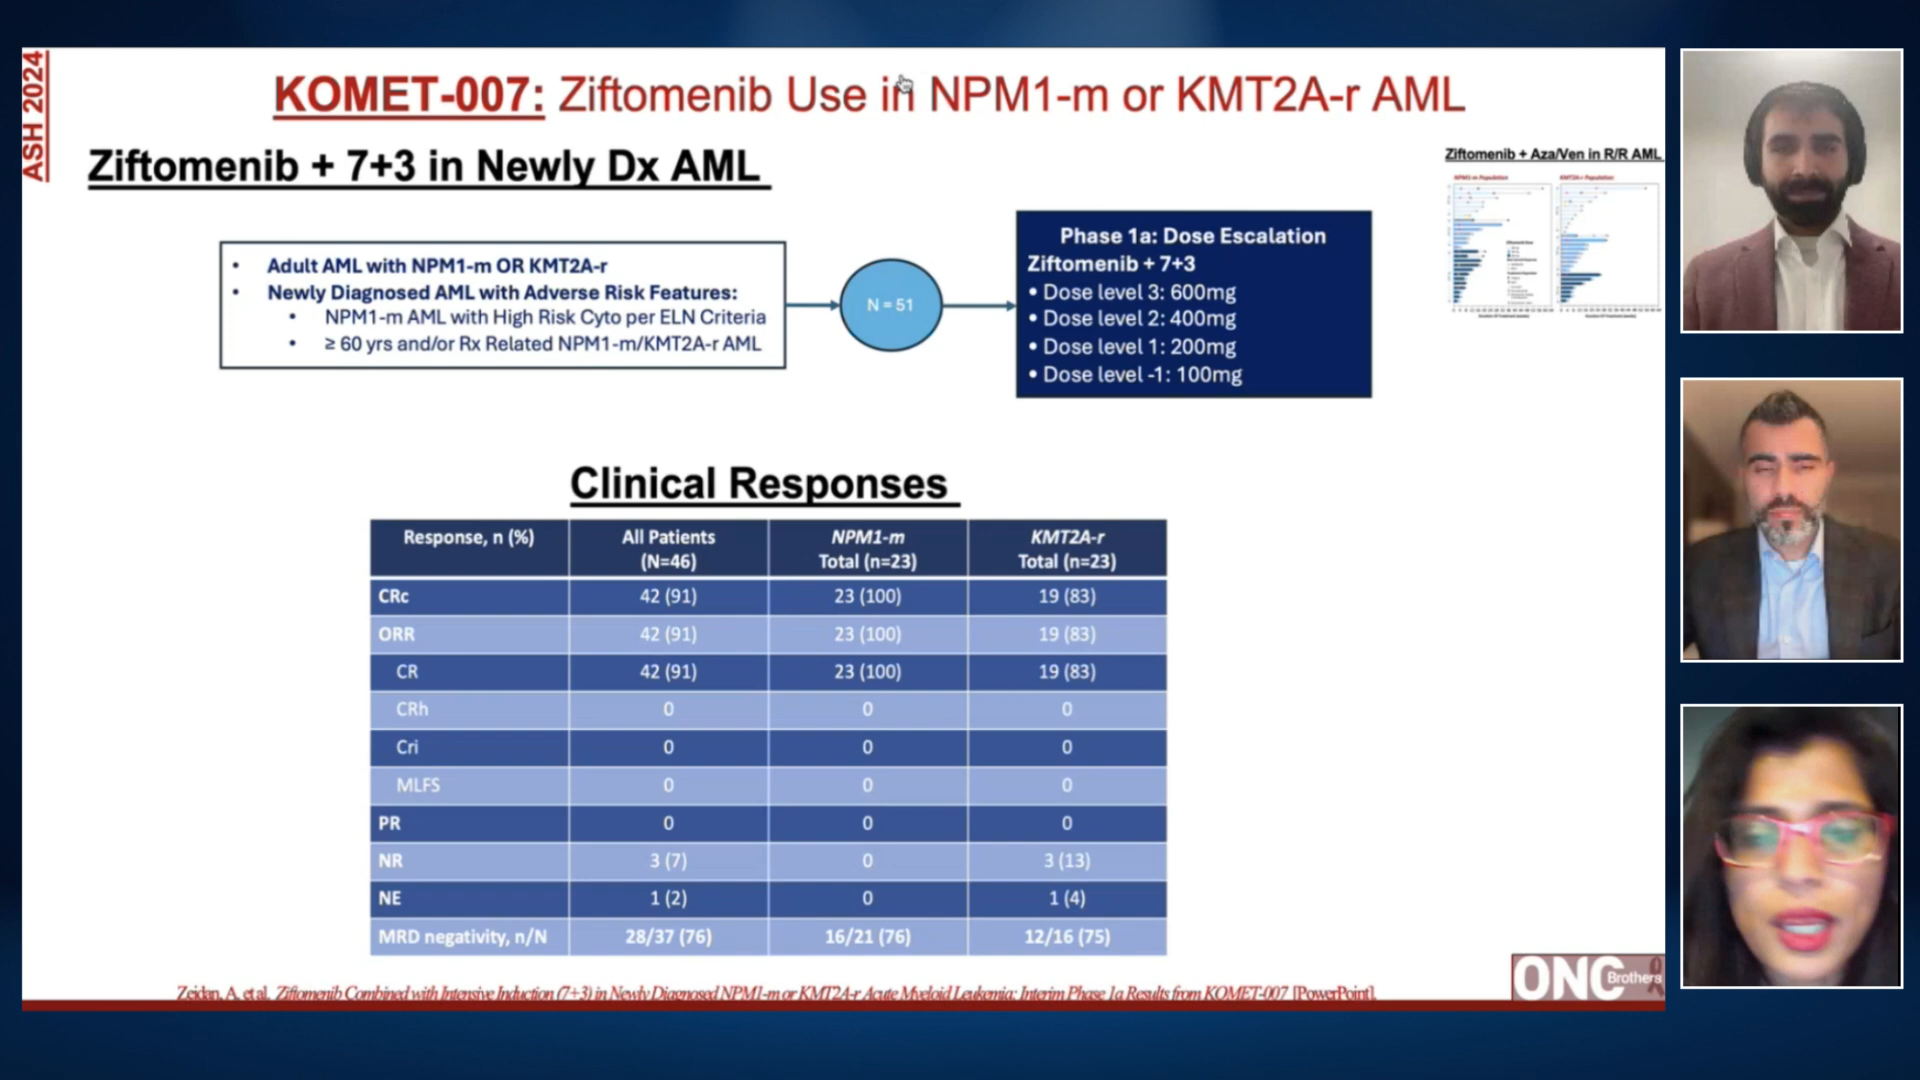 ASH 2024
KOMET-007: Ziftomenib Use in NPM1-m or KMT2A-r AML
Ziftomenib + 7+3 in Newly Dx AML
• Adult AML with NPM1-m OR KMT2A-r
• Newly Diagnosed AML with Adverse Risk Features:
• NPM1-m AML with High Risk Cyto per ELN Criteria
• ≥ 60 yrs and/or Rx Related NPM1-m/KMT2A-r AML
N = 51
Phase 1a: Dose Escalation
Ziftomenib + 7+3
• Dose level 3: 600mg
• Dose level 2: 400mg
• Dose level 1: 200mg
• Dose level -1: 100mg
Ziftomenib + Aza/Ven in R/R AML
NPM1-m Population KMT2A-r Population
Clinical Responses
Response, n (%) All Patients (N=46) NPM1-m Total (n=23) KMT2A-r Total (n=23)
CRc 42 (91) 23 (100) 19 (83)
ORR 42 (91) 23 (100) 19 (83)
CR 42 (91) 23 (100) 19 (83)
CRh 0 0 0
Cri 0 0 0
MLFS 0 0 0
PR 0 0 0
NR 3 (7) 0 3 (13)
NE 1 (2) 0 1 (4)
MRD negativity, n/N 28/37 (76) 16/21 (76) 12/16 (75)
Zeidan, A. et al. Ziftomenib Combined with Intensive Induction (7+3) in Newly Diagnosed NPM1-m or KMT2A-r Acute Myeloid Leukemia: Interim Phase 1a Results from KOMET-007 [PowerPoint].
ONC Brothers